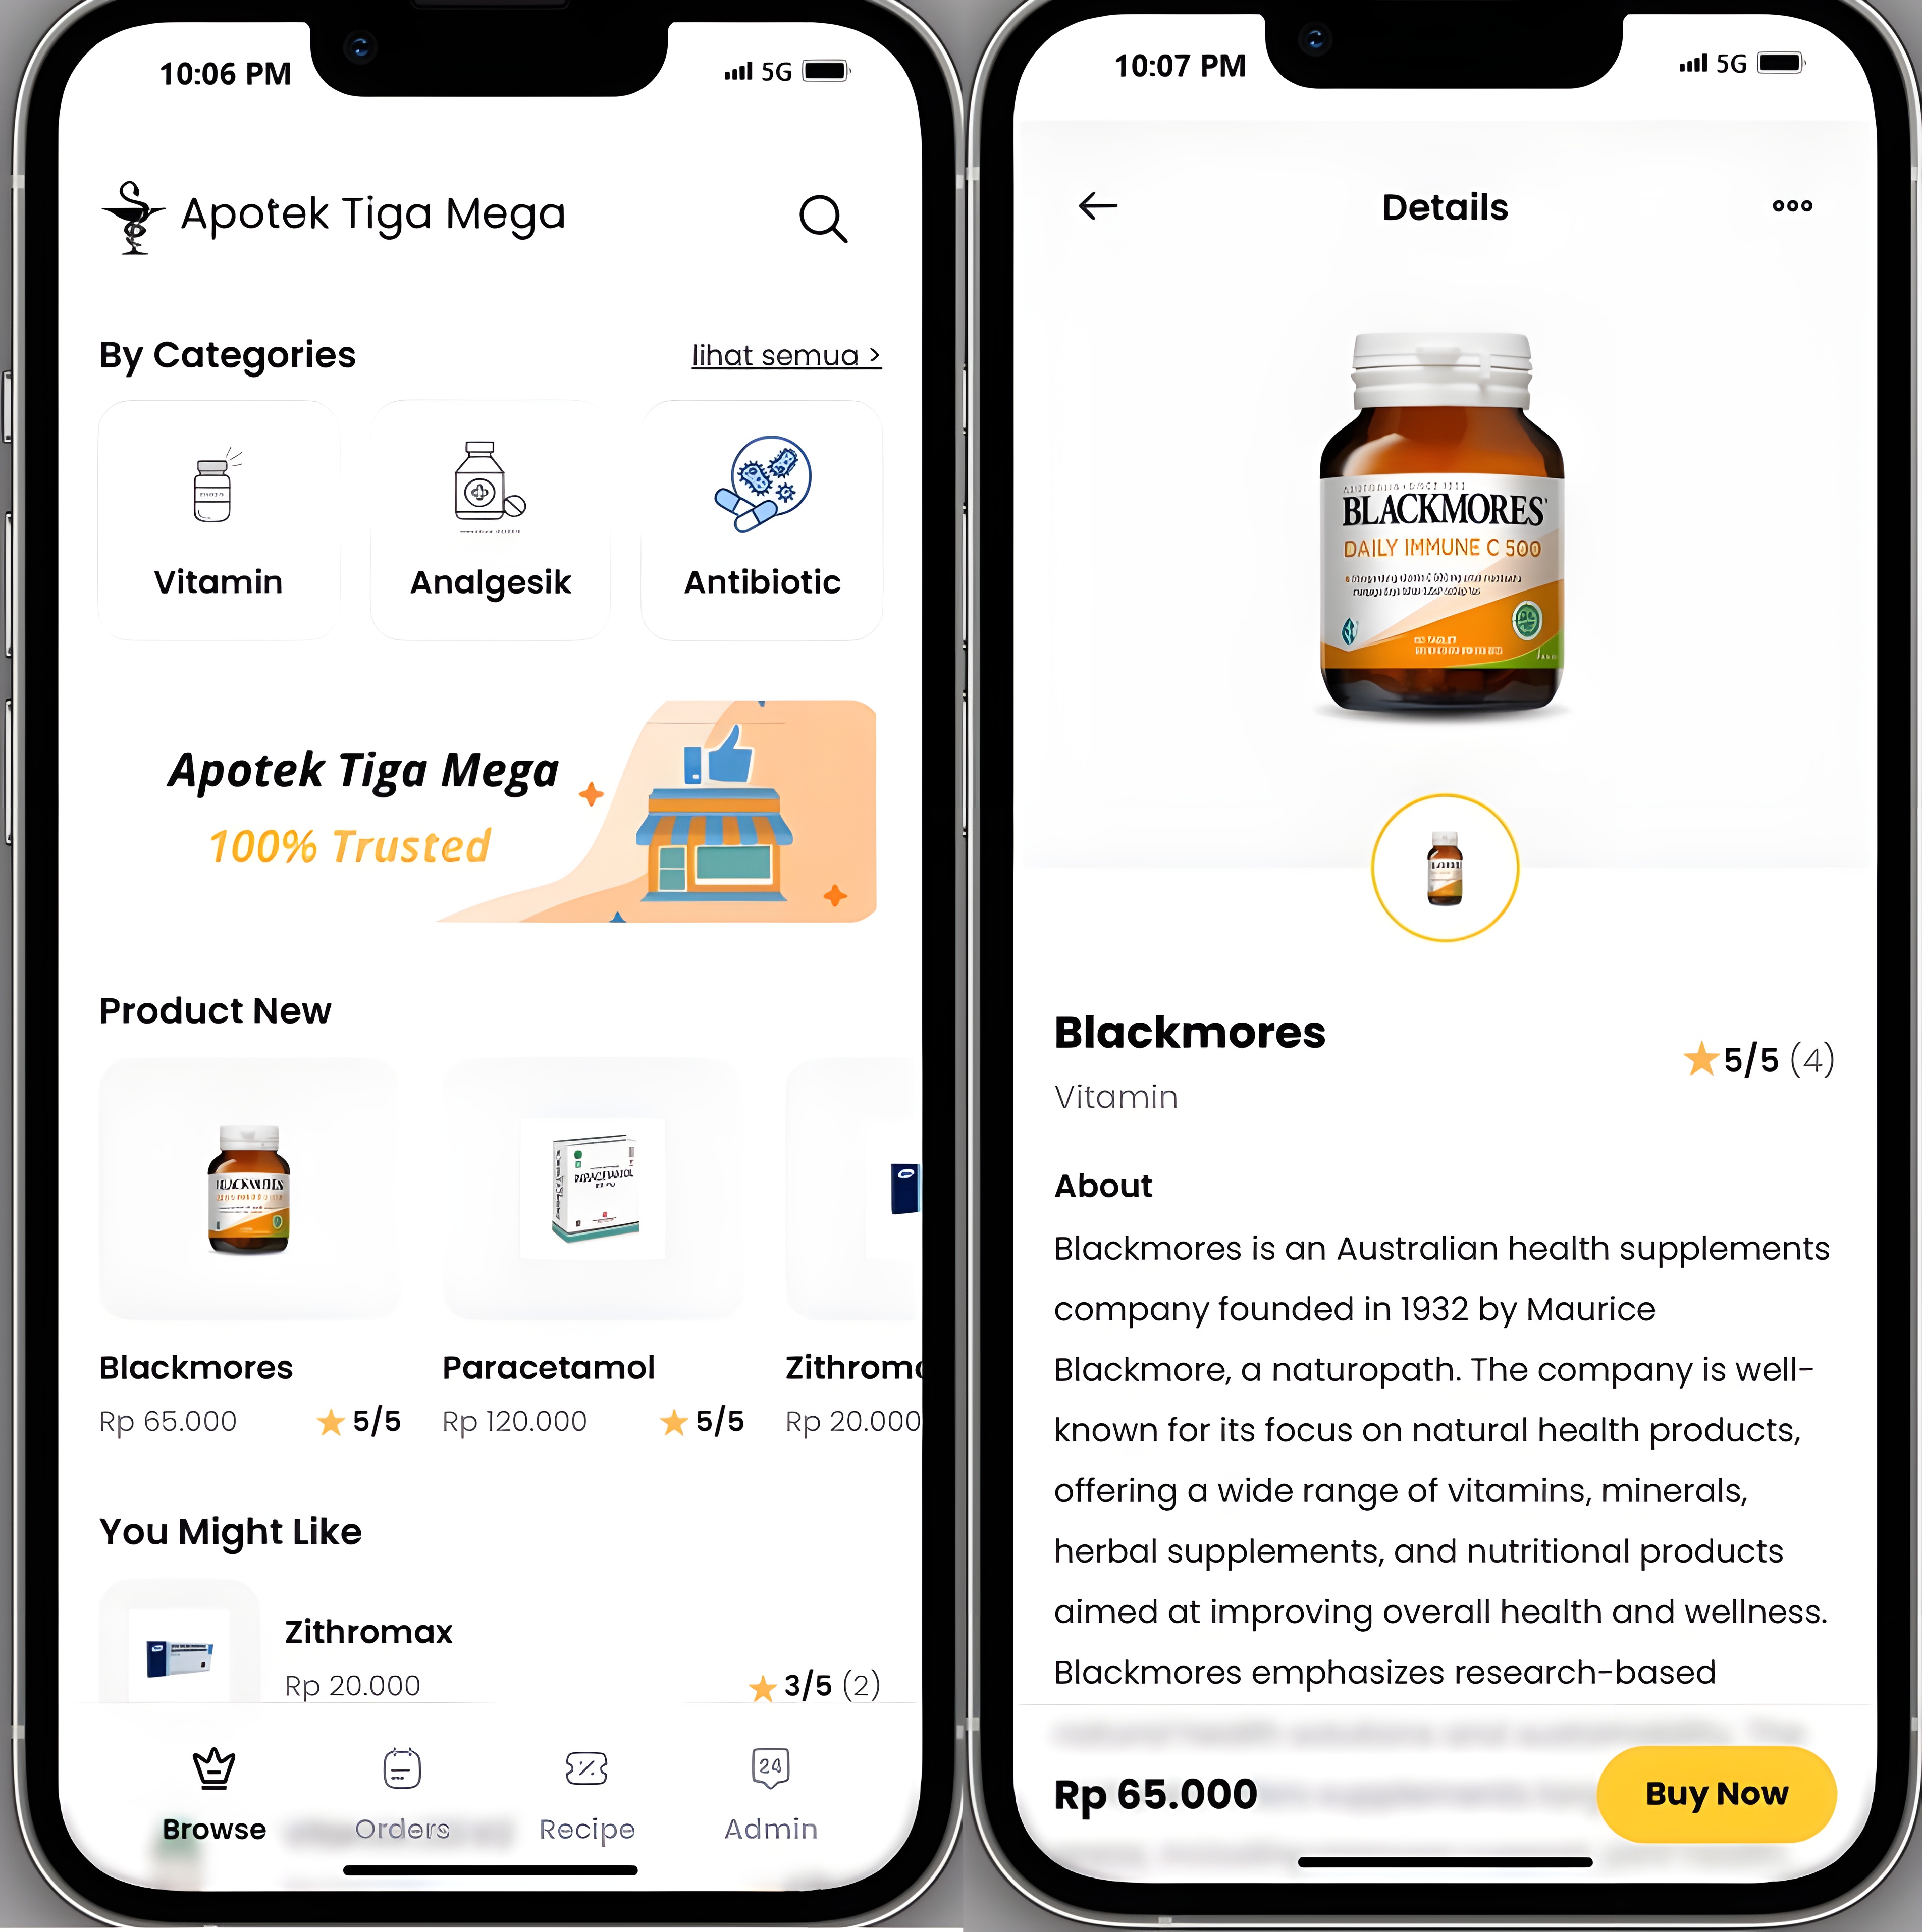 10:06 PM
5G
Apotek Tiga Mega
By Categories
lihat semua >
Vitamin
Analgesik
Antibiotic
Apotek Tiga Mega
100% Trusted
Product New
Blackmores
Rp 65.000
5/5
Paracetamol
Rp 120.000
5/5
Zithrom
Rp 20.000
You Might Like
Zithromax
Rp 20.000
3/5 (2)
Browse
Orders
Recipe
24
Admin
10:07 PM
5G
Details
BLACKMORES
DAILY IMMUNE C 500
Blackmores
5/5 (4)
Vitamin
About
Blackmores is an Australian health supplements
company founded in 1932 by Maurice
Blackmore, a naturopath. The company is well-
known for its focus on natural health products,
offering a wide range of vitamins, minerals,
herbal supplements, and nutritional products
aimed at improving overall health and wellness.
Blackmores emphasizes research-based
Rp 65.000
Buy Now